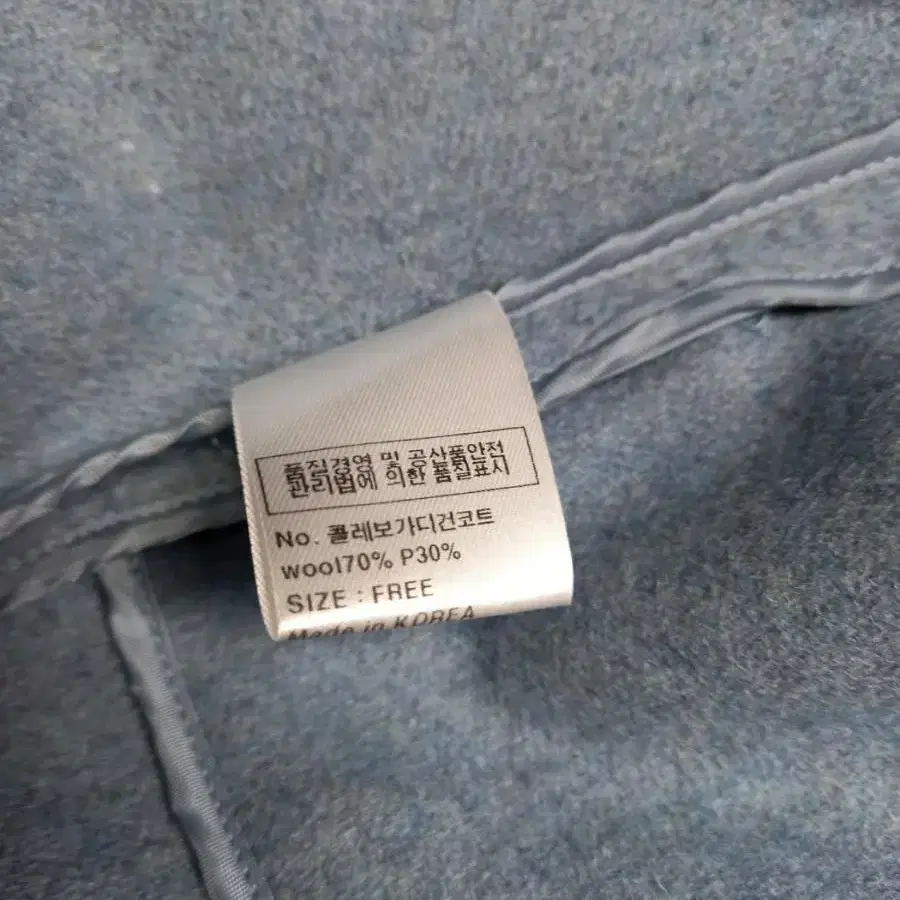 품질경영 및 공산품안전
관리법에 의한 품질표시
No. 콜레보가디건코트
wool70% P30%
SIZE : FREE
Made in KOREA